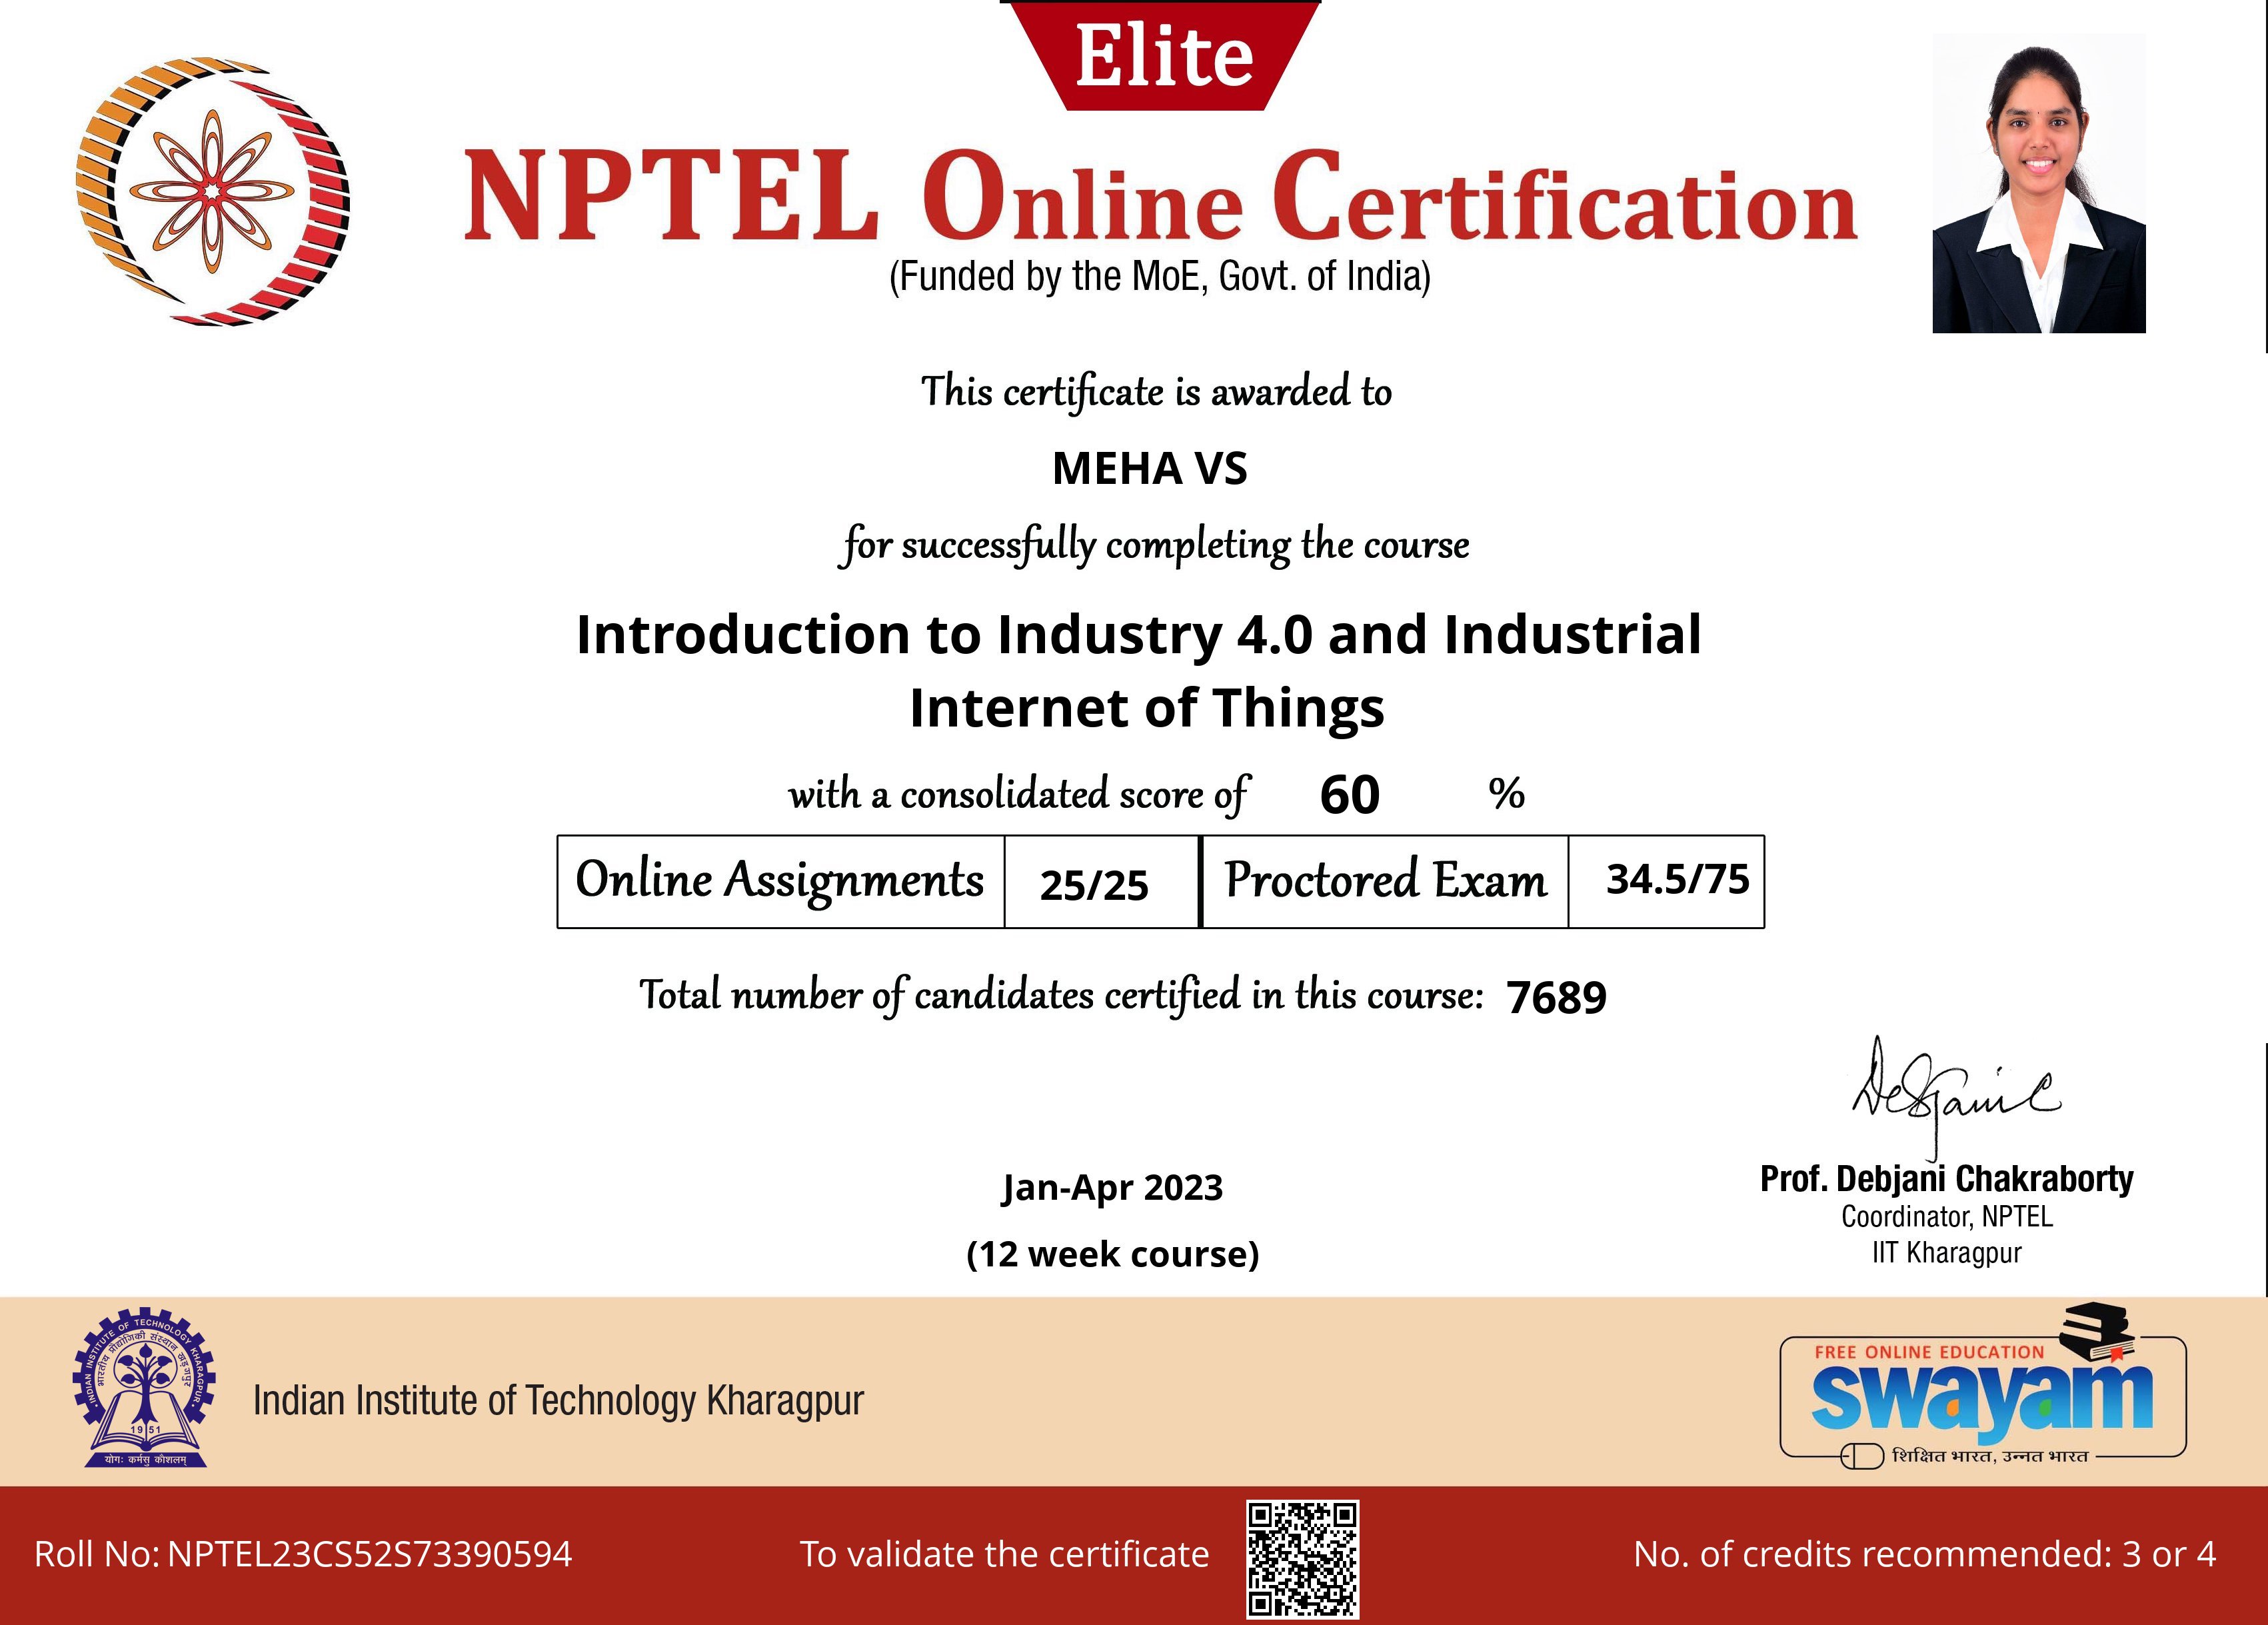 Elite
NPTEL Online Certification
(Funded by the MoE, Govt. of India)
This certificate is awarded to
MEHA VS
for successfully completing the course
Introduction to Industry 4.0 and Industrial
Internet of Things
with a consolidated score of 60 %
Online Assignments 25/25 Proctored Exam 34.5/75
Total number of candidates certified in this course: 7689
Debjani C
Prof. Debjani Chakraborty
Coordinator, NPTEL
IIT Kharagpur
Jan-Apr 2023
(12 week course)
INDIAN INSTITUTE OF TECHNOLOGY KHARAGPUR
भारतीय प्रौद्योगिकी संस्थान खड़गपुर
1951
योगः कर्मसु कौशलम्
Indian Institute of Technology Kharagpur
FREE ONLINE EDUCATION
swayam
शिक्षित भारत, उन्नत भारत
Roll No: NPTEL23CS52S73390594
To validate the certificate
No. of credits recommended: 3 or 4